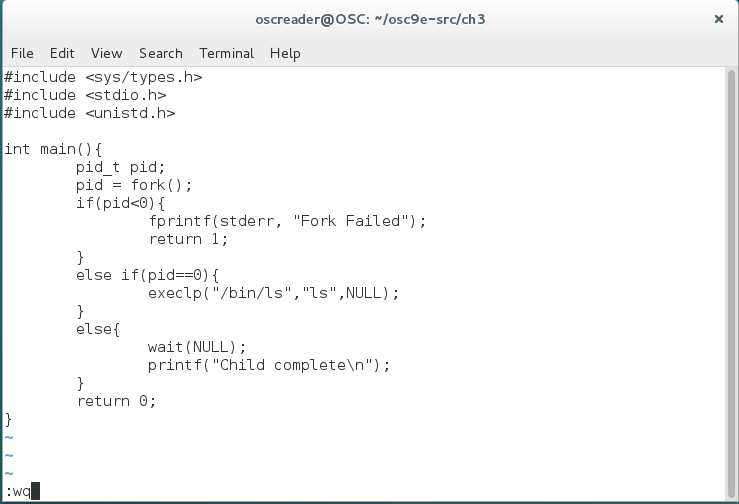 oscreader@OSC: ~/osc9e-src/ch3
×
File Edit View Search Terminal Help
#include <sys/types.h>
#include <stdio.h>
#include <unistd.h>
int main(){
        pid_t pid;
        pid = fork();
        if(pid<0){
                fprintf(stderr, "Fork Failed");
                return 1;
        }
        else if(pid==0){
                execlp("/bin/ls","ls",NULL);
        }
        else{
                wait(NULL);
                printf("Child complete\n");
        }
        return 0;
}
~
~
~
:wq